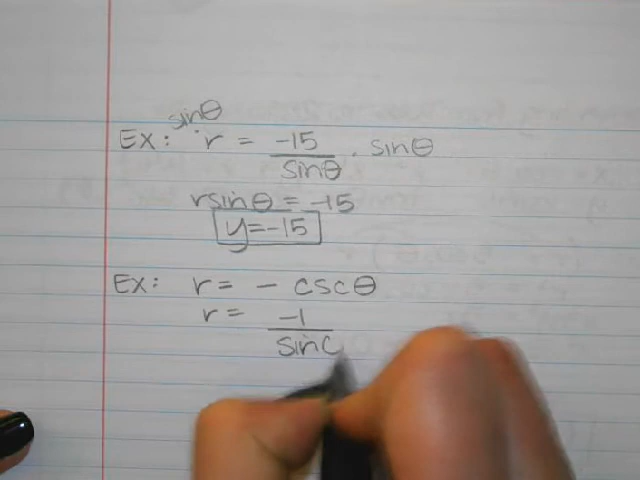 sinθ
Ex: · r = -15/sinθ · sinθ
rsinθ = -15
y=-15
Ex: r = - cscθ
r = -1/sin